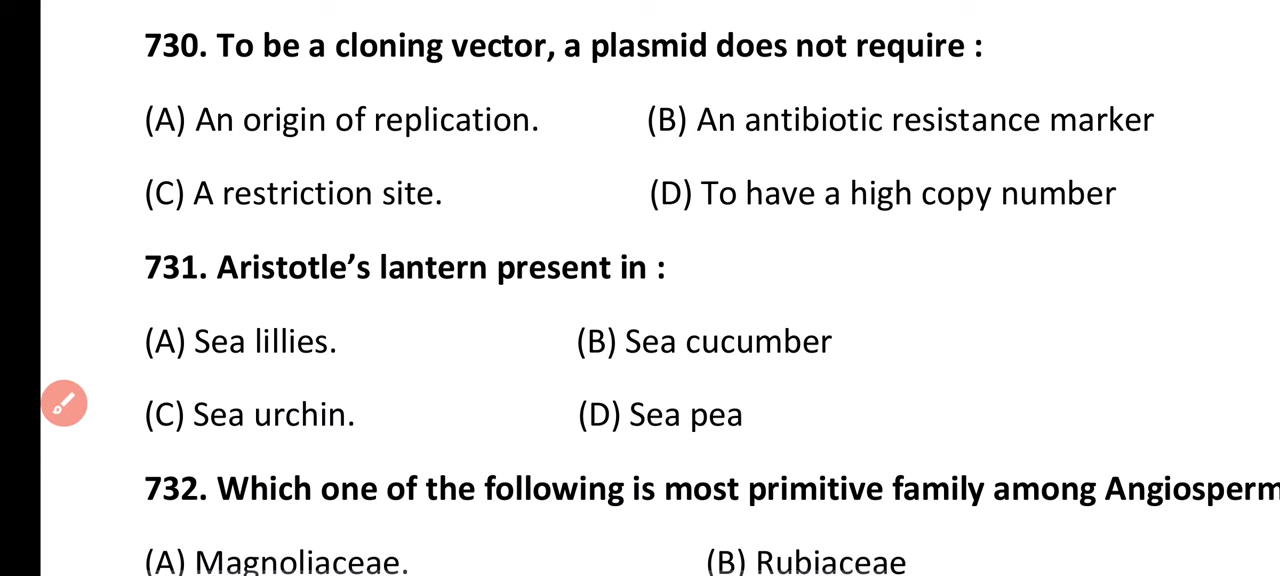 730. To be a cloning vector, a plasmid does not require :
(A) An origin of replication. (B) An antibiotic resistance marker
(C) A restriction site. (D) To have a high copy number
731. Aristotle’s lantern present in :
(A) Sea lillies. (B) Sea cucumber
(C) Sea urchin. (D) Sea pea
732. Which one of the following is most primitive family among Angiosperm
(A) Magnoliaceae. (B) Rubiaceae